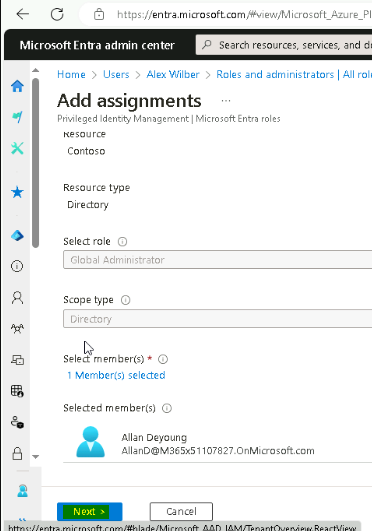 https://entra.microsoft.com/#view/Microsoft_Azure_PI
Microsoft Entra admin center
Search resources, services, and do
Home > Users > Alex Wilber > Roles and administrators | All role
Add assignments ...
Privileged Identity Management | Microsoft Entra roles
Resource
Contoso
Resource type
Directory
Select role
Global Administrator
Scope type
Directory
Select member(s) *
1 Member(s) selected
Selected member(s)
Allan Deyoung
AllanD@M365x51107827.OnMicrosoft.com
Next >
Cancel
https://entra.microsoft.com/#blade/Microsoft_AAD_IAM/TenantOverview.ReactView